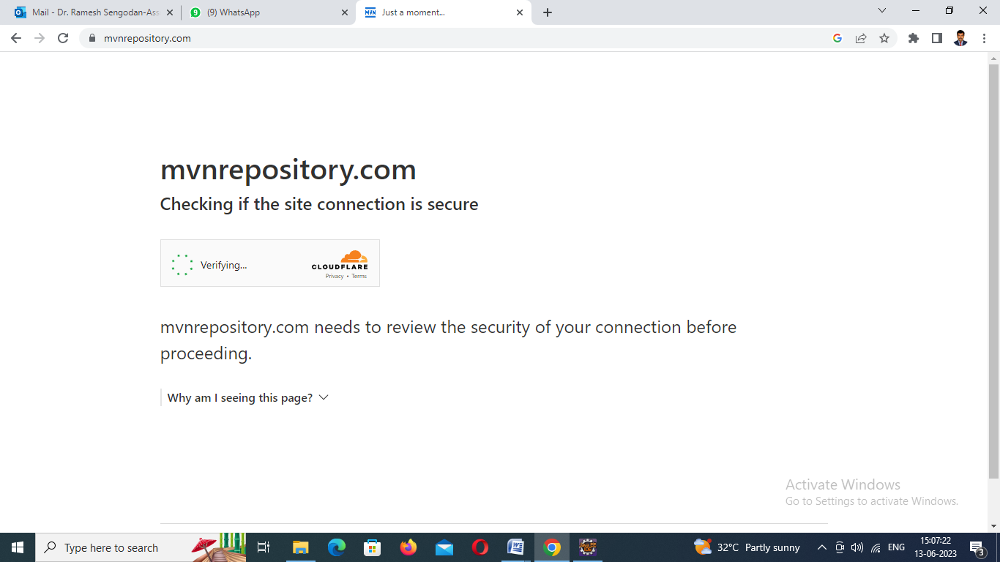 Mail - Dr. Ramesh Sengodan-Ass
(9) WhatsApp
Just a moment...
mvnrepository.com
mvnrepository.com
Checking if the site connection is secure
Verifying...
CLOUDFLARE
Privacy • Terms
mvnrepository.com needs to review the security of your connection before
proceeding.
Why am I seeing this page?
Activate Windows
Go to Settings to activate Windows.
Type here to search
32°C Partly sunny
ENG
15:07:22
13-06-2023
3